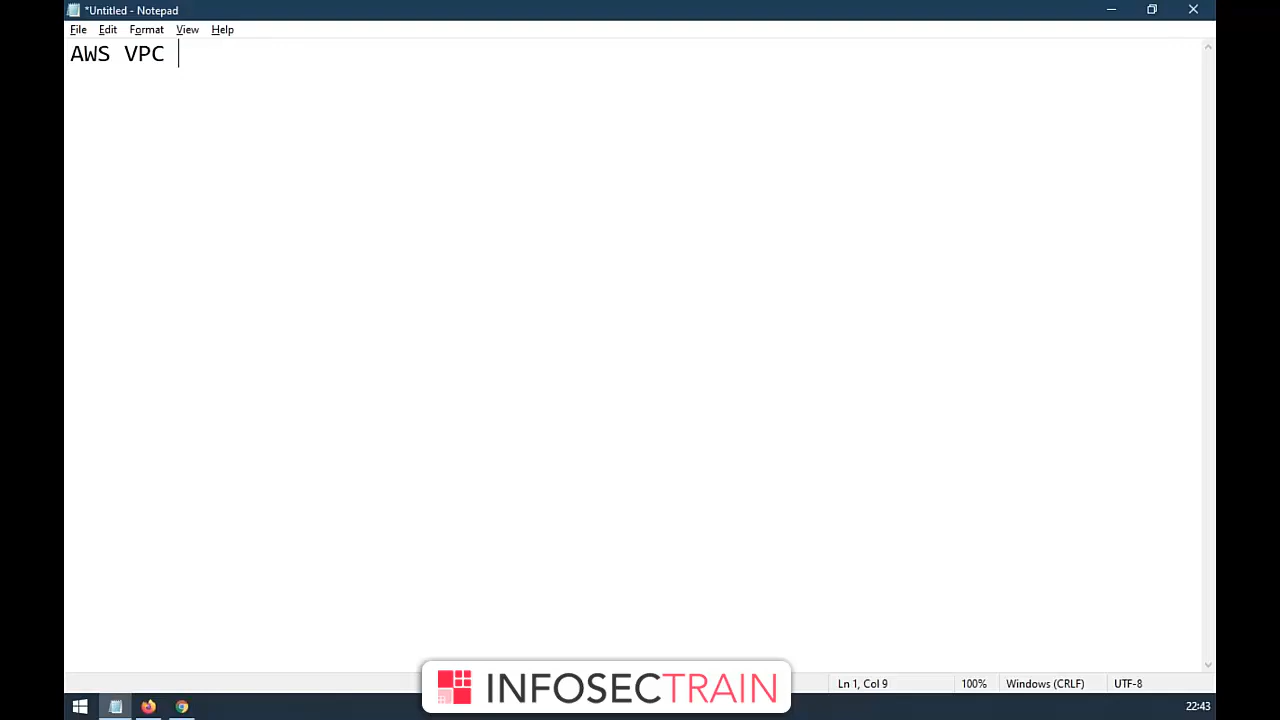 *Untitled - Notepad
File Edit Format View Help
AWS VPC
Ln 1, Col 9 100% Windows (CRLF) UTF-8
INFOSECTRAIN
22:43